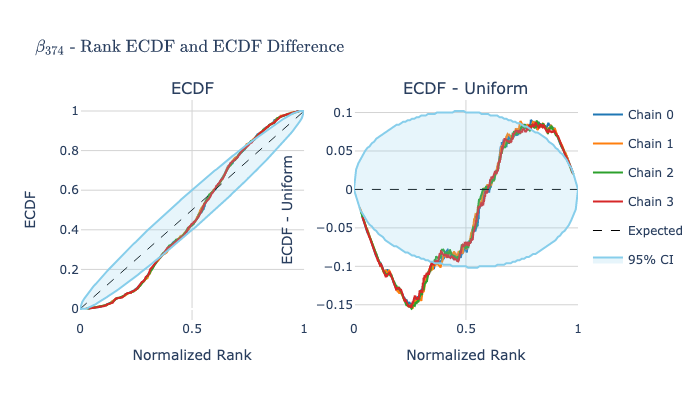 β374 - Rank ECDF and ECDF Difference
ECDF
ECDF - Uniform
1
0.8
0.6
0.4
0.2
0
0
0.5
1
ECDF
Normalized Rank
0.1
0.05
0
−0.05
−0.1
−0.15
0
0.5
1
ECDF - Uniform
Normalized Rank
Chain 0
Chain 1
Chain 2
Chain 3
Expected
95% CI